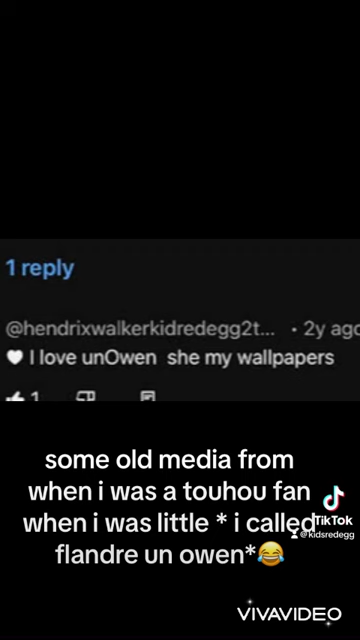 1 reply
@hendrixwalkerkidredegg2t... • 2y ago
🤍 I love unOwen she my wallpapers
1
some old media from
when i was a touhou fan
when i was little * i called
flandre un owen*😂
TikTok
@kidsredegg
VIVAVIDEO